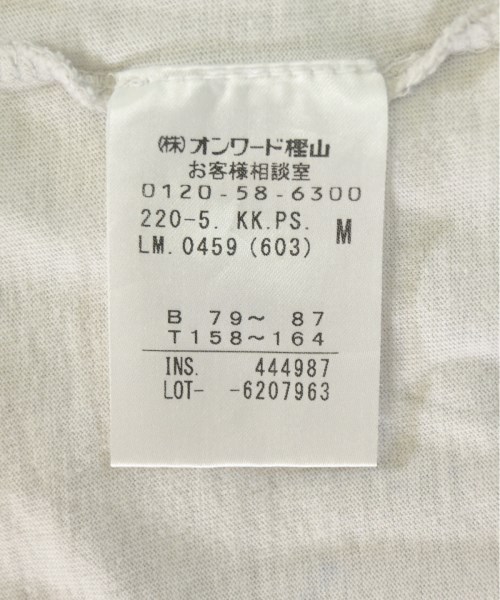 (株)オンワード樫山
お客様相談室
0120-58-6300
220-5. KK.PS. M
LM. 0459 (603)
B 79~ 87
T158~164
INS. 444987
LOT- -6207963